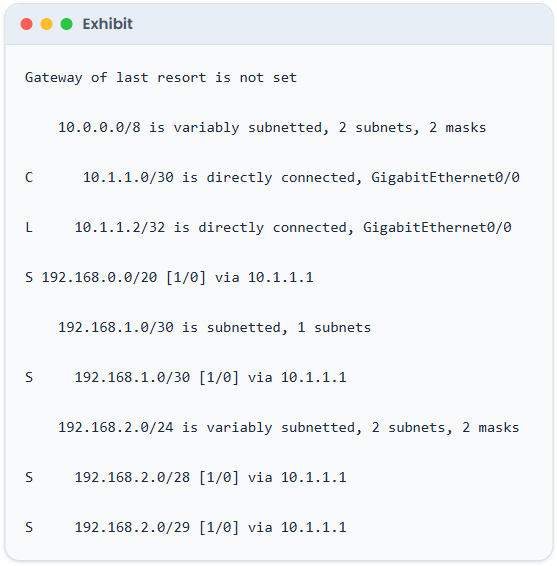 Exhibit
Gateway of last resort is not set
10.0.0.0/8 is variably subnetted, 2 subnets, 2 masks
C 10.1.1.0/30 is directly connected, GigabitEthernet0/0
L 10.1.1.2/32 is directly connected, GigabitEthernet0/0
S 192.168.0.0/20 [1/0] via 10.1.1.1
192.168.1.0/30 is subnetted, 1 subnets
S 192.168.1.0/30 [1/0] via 10.1.1.1
192.168.2.0/24 is variably subnetted, 2 subnets, 2 masks
S 192.168.2.0/28 [1/0] via 10.1.1.1
S 192.168.2.0/29 [1/0] via 10.1.1.1